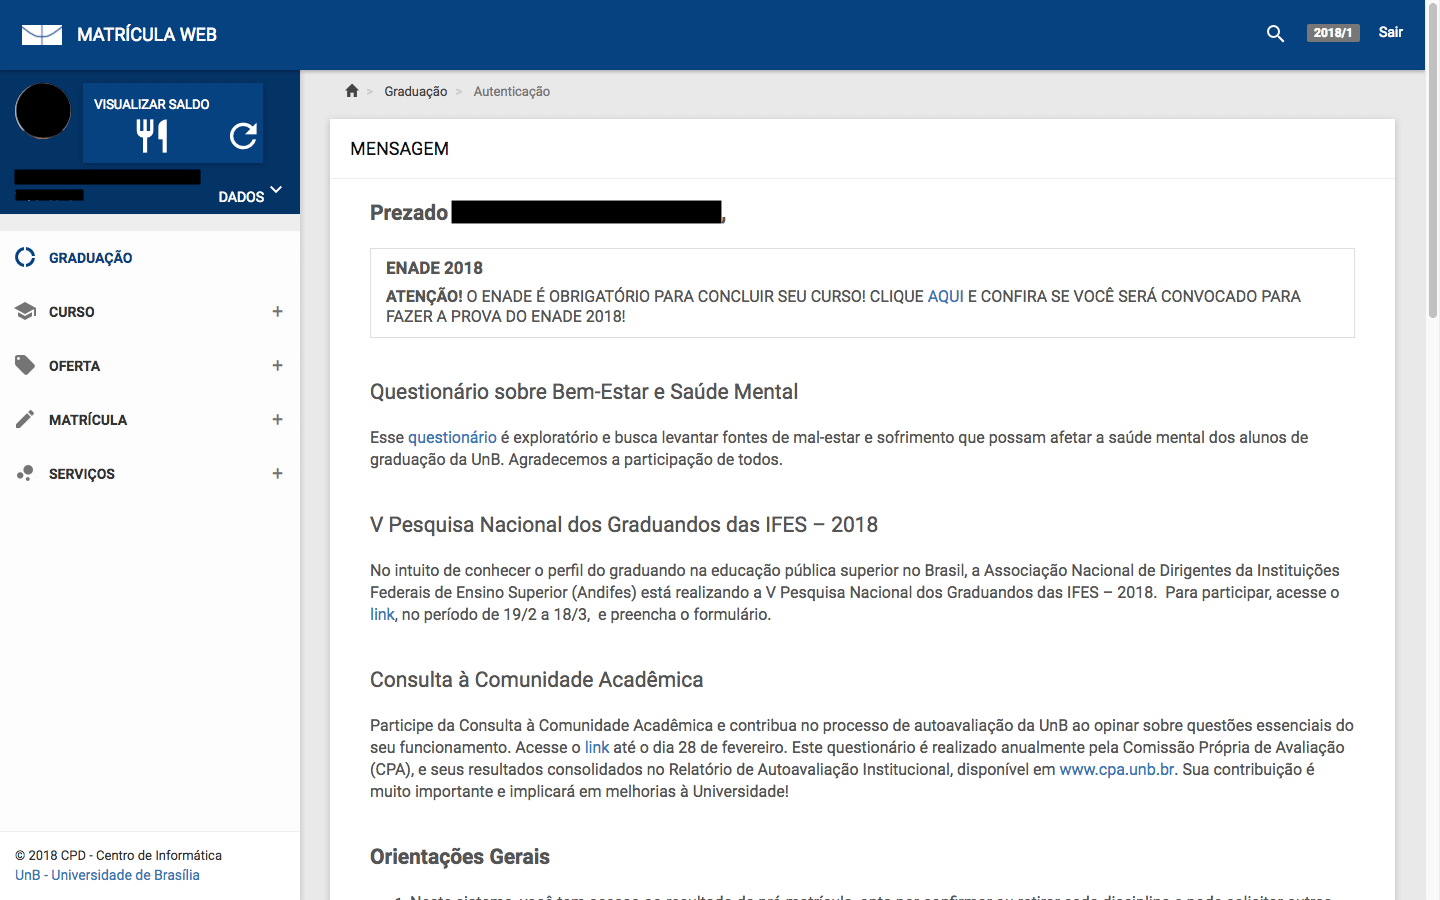 MATRÍCULA WEB
2018/1
Sair
VISUALIZAR SALDO
DADOS
GRADUAÇÃO
CURSO +
OFERTA +
MATRÍCULA +
SERVIÇOS +
© 2018 CPD - Centro de Informática
UnB - Universidade de Brasília
> Graduação > Autenticação
MENSAGEM
Prezado ,
ENADE 2018
ATENÇÃO! O ENADE É OBRIGATÓRIO PARA CONCLUIR SEU CURSO! CLIQUE AQUI E CONFIRA SE VOCÊ SERÁ CONVOCADO PARA
FAZER A PROVA DO ENADE 2018!
Questionário sobre Bem-Estar e Saúde Mental
Esse questionário é exploratório e busca levantar fontes de mal-estar e sofrimento que possam afetar a saúde mental dos alunos de
graduação da UnB. Agradecemos a participação de todos.
V Pesquisa Nacional dos Graduandos das IFES – 2018
No intuito de conhecer o perfil do graduando na educação pública superior no Brasil, a Associação Nacional de Dirigentes da Instituições
Federais de Ensino Superior (Andifes) está realizando a V Pesquisa Nacional dos Graduandos das IFES – 2018. Para participar, acesse o
link, no período de 19/2 a 18/3, e preencha o formulário.
Consulta à Comunidade Acadêmica
Participe da Consulta à Comunidade Acadêmica e contribua no processo de autoavaliação da UnB ao opinar sobre questões essenciais do
seu funcionamento. Acesse o link até o dia 28 de fevereiro. Este questionário é realizado anualmente pela Comissão Própria de Avaliação
(CPA), e seus resultados consolidados no Relatório de Autoavaliação Institucional, disponível em www.cpa.unb.br. Sua contribuição é
muito importante e implicará em melhorias à Universidade!
Orientações Gerais